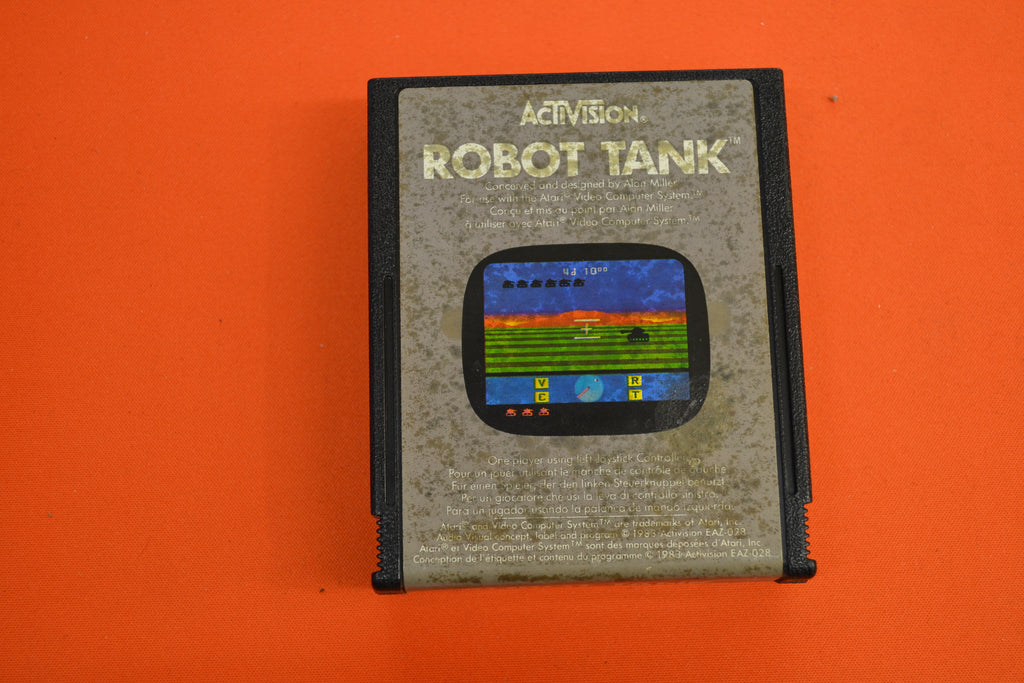 ACTIVISION®
ROBOT TANK™
Conceived and designed by Alan Miller
For use with the Atari® Video Computer System.™
Conçu et mis au point par Alan Miller
à utiliser avec Atari® Video Computer System™
V R
E T
One player using left Joystick Controller.
Pour un jouer utilisant le manche de contrôle de gauche
Für einen Spieler, der den linken Steuerknüppel benutzt
Per un giocatore che usi la leva di controllo sinistra.
Para un jugador usando la palanca de mando izquierda.
Atari® and Video Computer System™ are trademarks of Atari, Inc.
Audio Visual concept, label and program © 1983 Activision EAZ-028
Atari® et Video Computer System™ sont des marques déposées d'Atari, Inc.
Conception de l'étiquette et contenu du programme © 1983 Activision EAZ-028